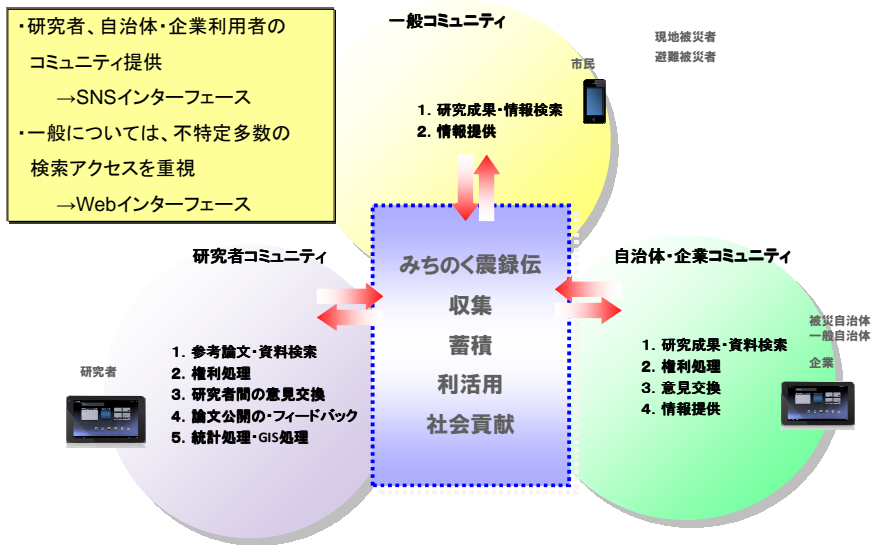 ・研究者、自治体・企業利用者の
コミュニティ提供
→SNSインターフェース
・一般については、不特定多数の
検索アクセスを重視
→Webインターフェース
一般コミュニティ
現地被災者
避難被災者
市民
1. 研究成果・情報検索
2. 情報提供
研究者コミュニティ
研究者
1. 参考論文・資料検索
2. 権利処理
3. 研究者間の意見交換
4. 論文公開の・フィードバック
5. 統計処理・GIS処理
みちのく震録伝
収集
蓄積
利活用
社会貢献
自治体・企業コミュニティ
被災自治体
一般自治体
企業
1. 研究成果・資料検索
2. 権利処理
3. 意見交換
4. 情報提供